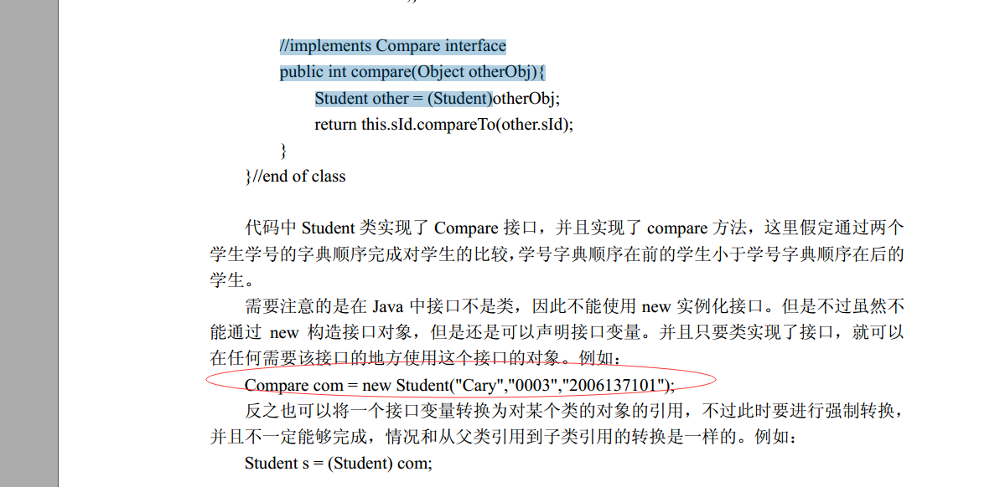 //implements Compare interface
public int compare(Object otherObj){
Student other = (Student)otherObj;
return this.sId.compareTo(other.sId);
}
}//end of class
代码中 Student 类实现了 Compare 接口，并且实现了 compare 方法，这里假定通过两个
学生学号的字典顺序完成对学生的比较，学号字典顺序在前的学生小于学号字典顺序在后的
学生。
需要注意的是在 Java 中接口不是类，因此不能使用 new 实例化接口。但是不过虽然不
能通过 new 构造接口对象，但是还是可以声明接口变量。并且只要类实现了接口，就可以
在任何需要该接口的地方使用这个接口的对象。例如：
Compare com = new Student("Cary","0003","2006137101");
反之也可以将一个接口变量转换为对某个类的对象的引用，不过此时要进行强制转换，
并且不一定能够完成，情况和从父类引用到子类引用的转换是一样的。例如：
Student s = (Student) com;